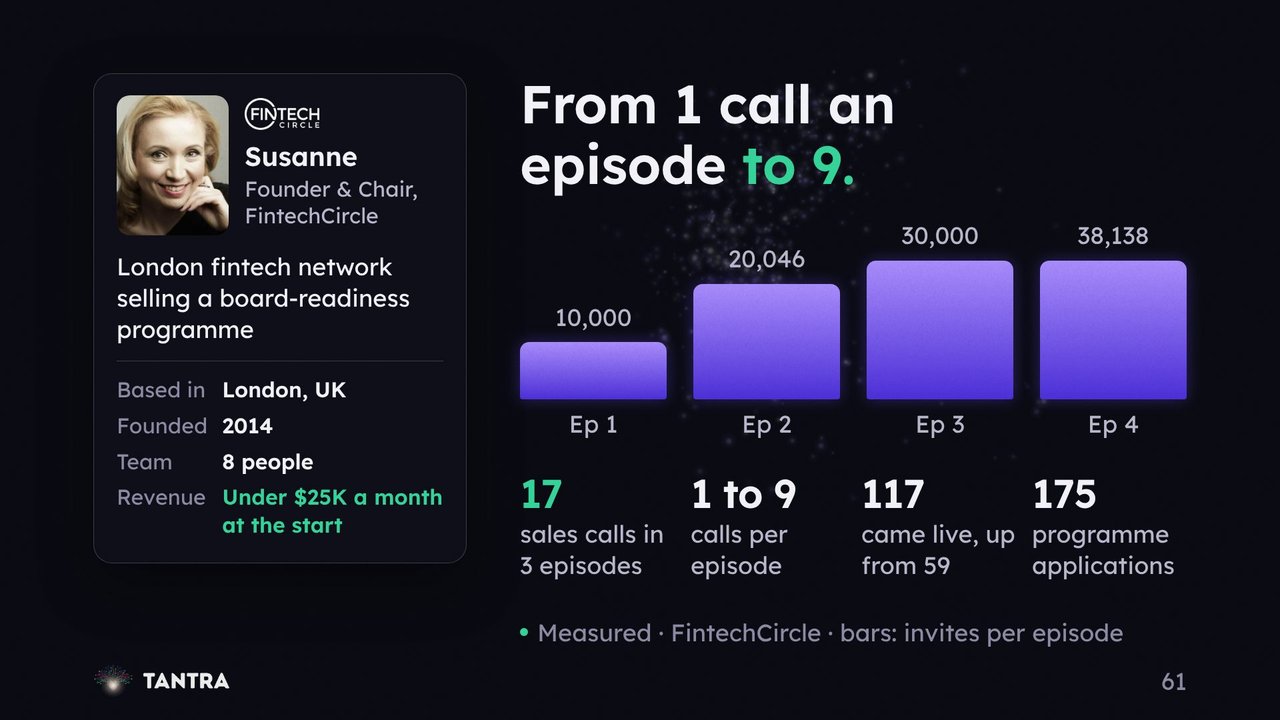 FINTECH
CIRCLE
Susanne
Founder & Chair,
FintechCircle
London fintech network
selling a board-readiness
programme
Based in London, UK
Founded 2014
Team 8 people
Revenue Under $25K a month
at the start
From 1 call an
episode to 9.
10,000
20,046
30,000
38,138
Ep 1
Ep 2
Ep 3
Ep 4
17
sales calls in
3 episodes
1 to 9
calls per
episode
117
came live, up
from 59
175
programme
applications
• Measured · FintechCircle · bars: invites per episode
TANTRA
61